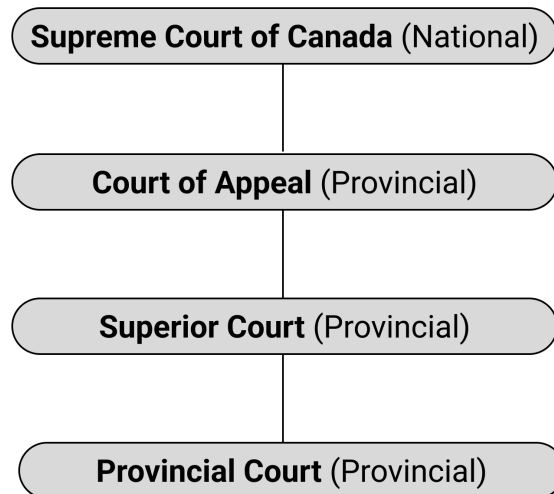 Supreme Court of Canada (National)
Court of Appeal (Provincial)
Superior Court (Provincial)
Provincial Court (Provincial)